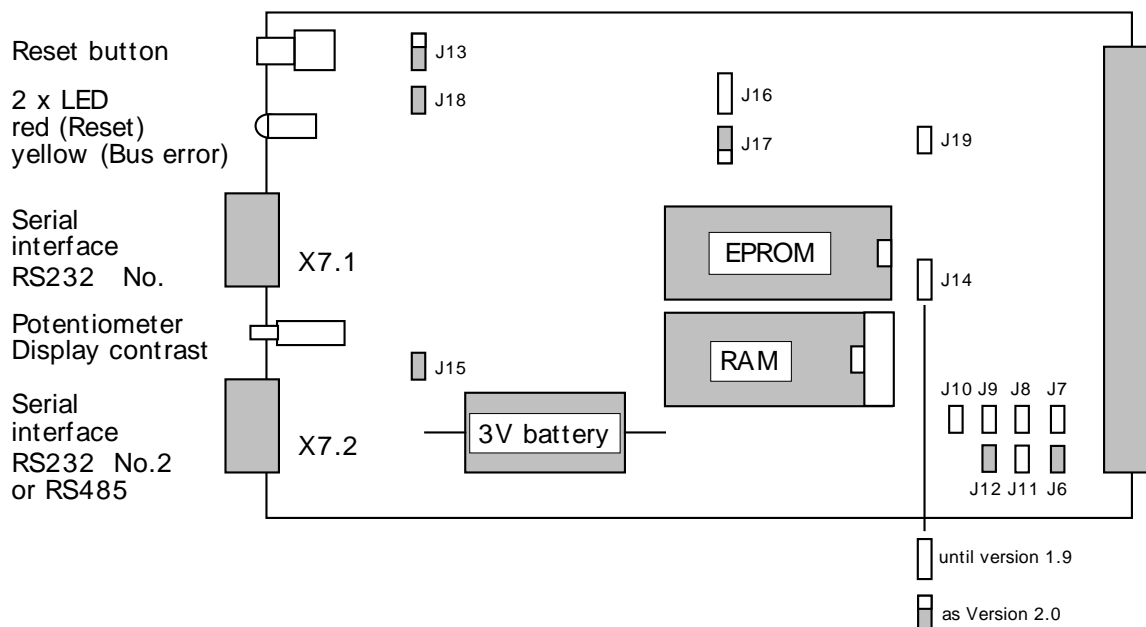 Reset button
2 x LED
red (Reset)
yellow (Bus error)
Serial
interface
RS232 No.
Potentiometer
Display contrast
Serial
interface
RS232 No.2
or RS485
X7.1
X7.2
J13
J18
J15
J16
J17
J19
EPROM
J14
RAM
3V battery
J10 J9 J8 J7
J12 J11 J6
until version 1.9
as Version 2.0